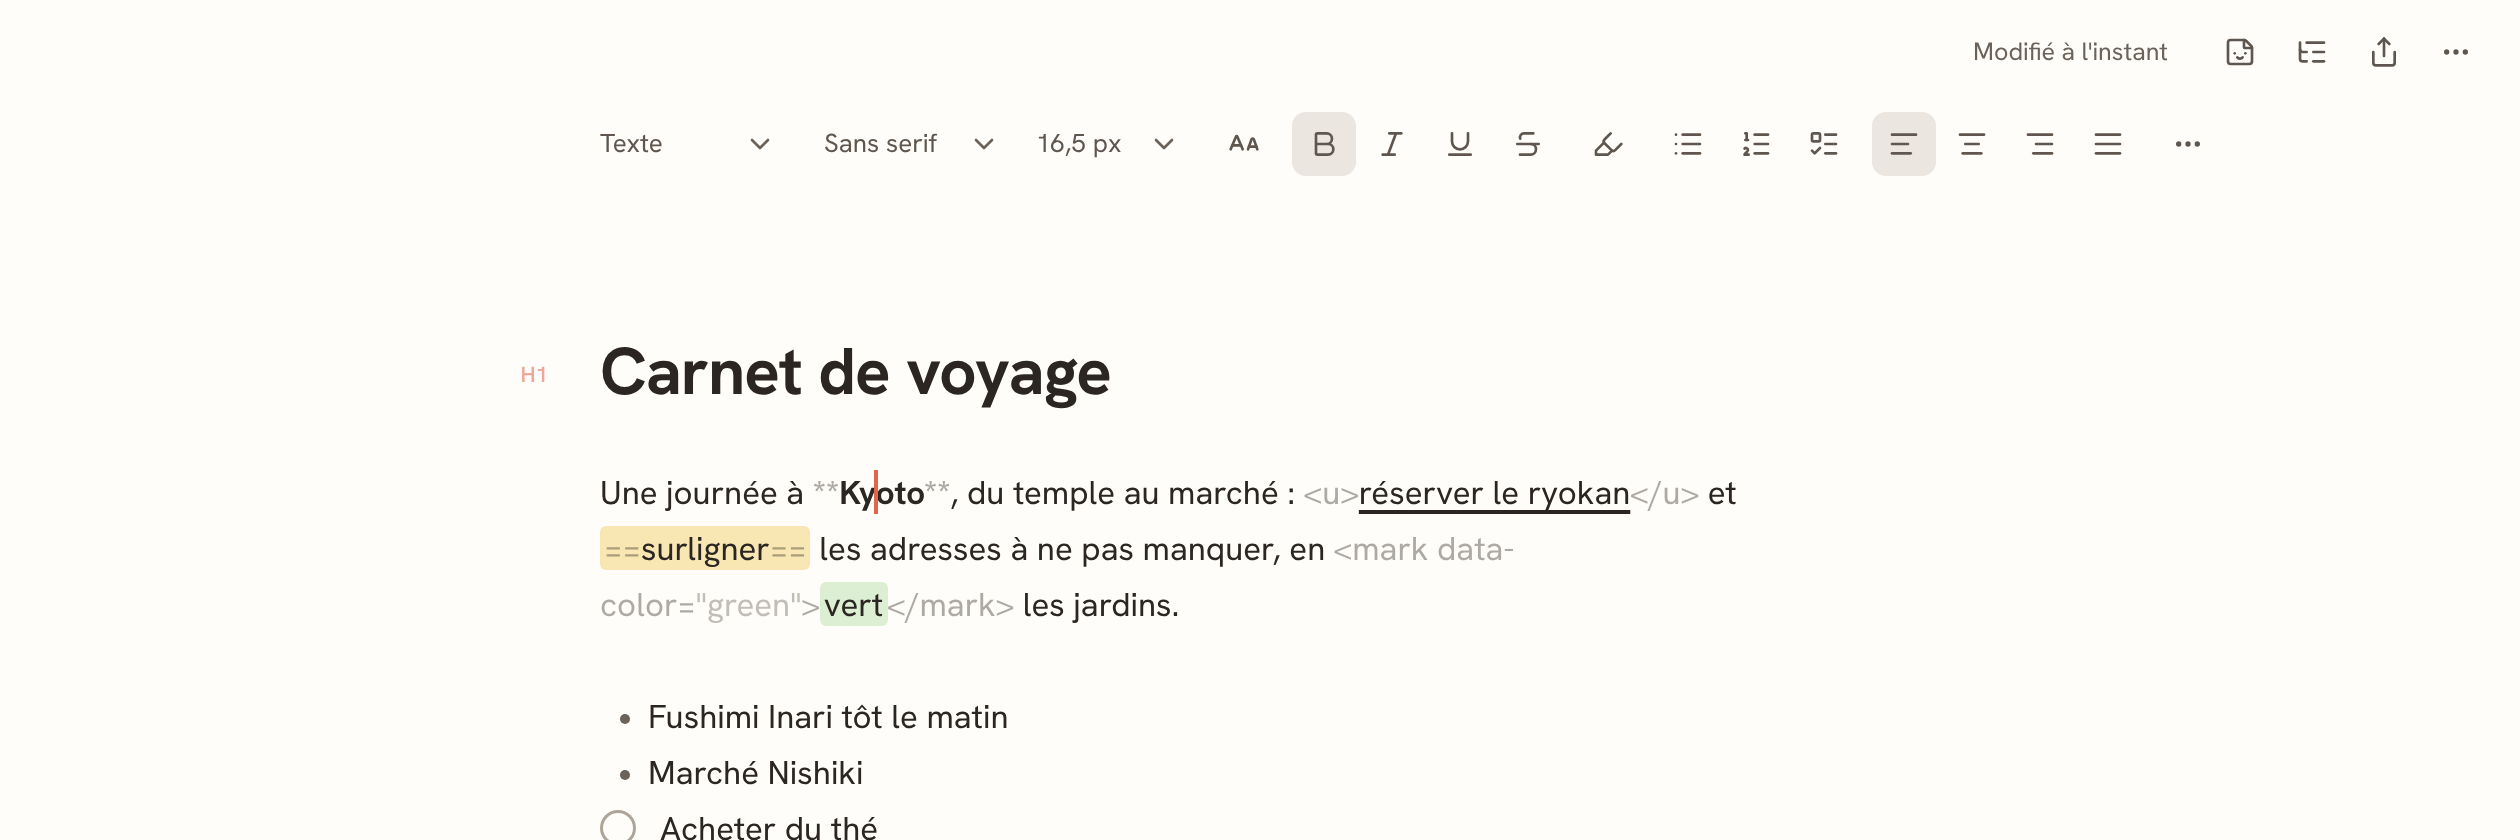 Modifié à l'instant
Texte Sans serif 16,5 px AA B I U S
H1 Carnet de voyage
Une journée à **Kyoto**, du temple au marché : <u>réserver le ryokan</u> et
==surligner== les adresses à ne pas manquer, en <mark data-
color="green">vert</mark> les jardins.
Fushimi Inari tôt le matin
Marché Nishiki
Acheter du thé